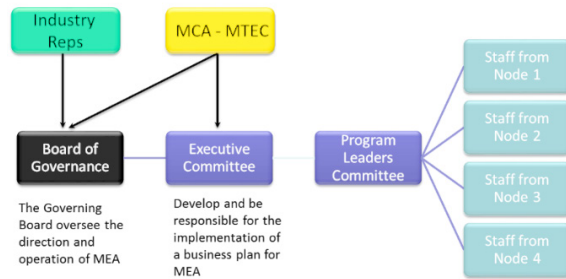 Industry
Reps
MCA - MTEC
Staff from
Node 1
Staff from
Node 2
Board of
Governance
Executive
Committee
Program
Leaders
Committee
Staff from
Node 3
Staff from
Node 4
The Governing
Board oversee the
direction and
operation of MEA
Develop and be
responsible for the
implementation of
a business plan for
MEA